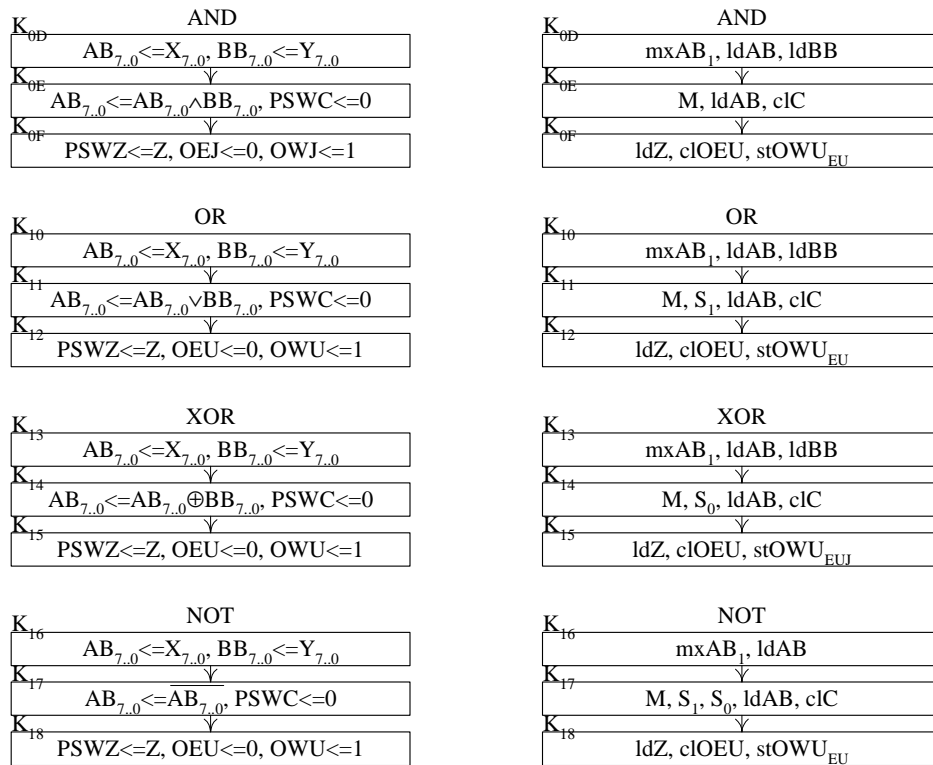 AND
K0D
AB7..0<=X7..0, BB7..0<=Y7..0
K0E
AB7..0<=AB7..0∧BB7..0, PSWC<=0
K0F
PSWZ<=Z, OEJ<=0, OWJ<=1
OR
K10
AB7..0<=X7..0, BB7..0<=Y7..0
K11
AB7..0<=AB7..0∨BB7..0, PSWC<=0
K12
PSWZ<=Z, OEU<=0, OWU<=1
XOR
K13
AB7..0<=X7..0, BB7..0<=Y7..0
K14
AB7..0<=AB7..0⊕BB7..0, PSWC<=0
K15
PSWZ<=Z, OEU<=0, OWU<=1
NOT
K16
AB7..0<=X7..0, BB7..0<=Y7..0
K17
AB7..0<=A̅B̅7..0, PSWC<=0
K18
PSWZ<=Z, OEU<=0, OWU<=1
AND
K0D
mxAB1, ldAB, ldBB
K0E
M, ldAB, clC
K0F
ldZ, clOEU, stOWUEU
OR
K10
mxAB1, ldAB, ldBB
K11
M, S1, ldAB, clC
K12
ldZ, clOEU, stOWUEU
XOR
K13
mxAB1, ldAB, ldBB
K14
M, S0, ldAB, clC
K15
ldZ, clOEU, stOWUEUJ
NOT
K16
mxAB1, ldAB
K17
M, S1, S0, ldAB, clC
K18
ldZ, clOEU, stOWUEU